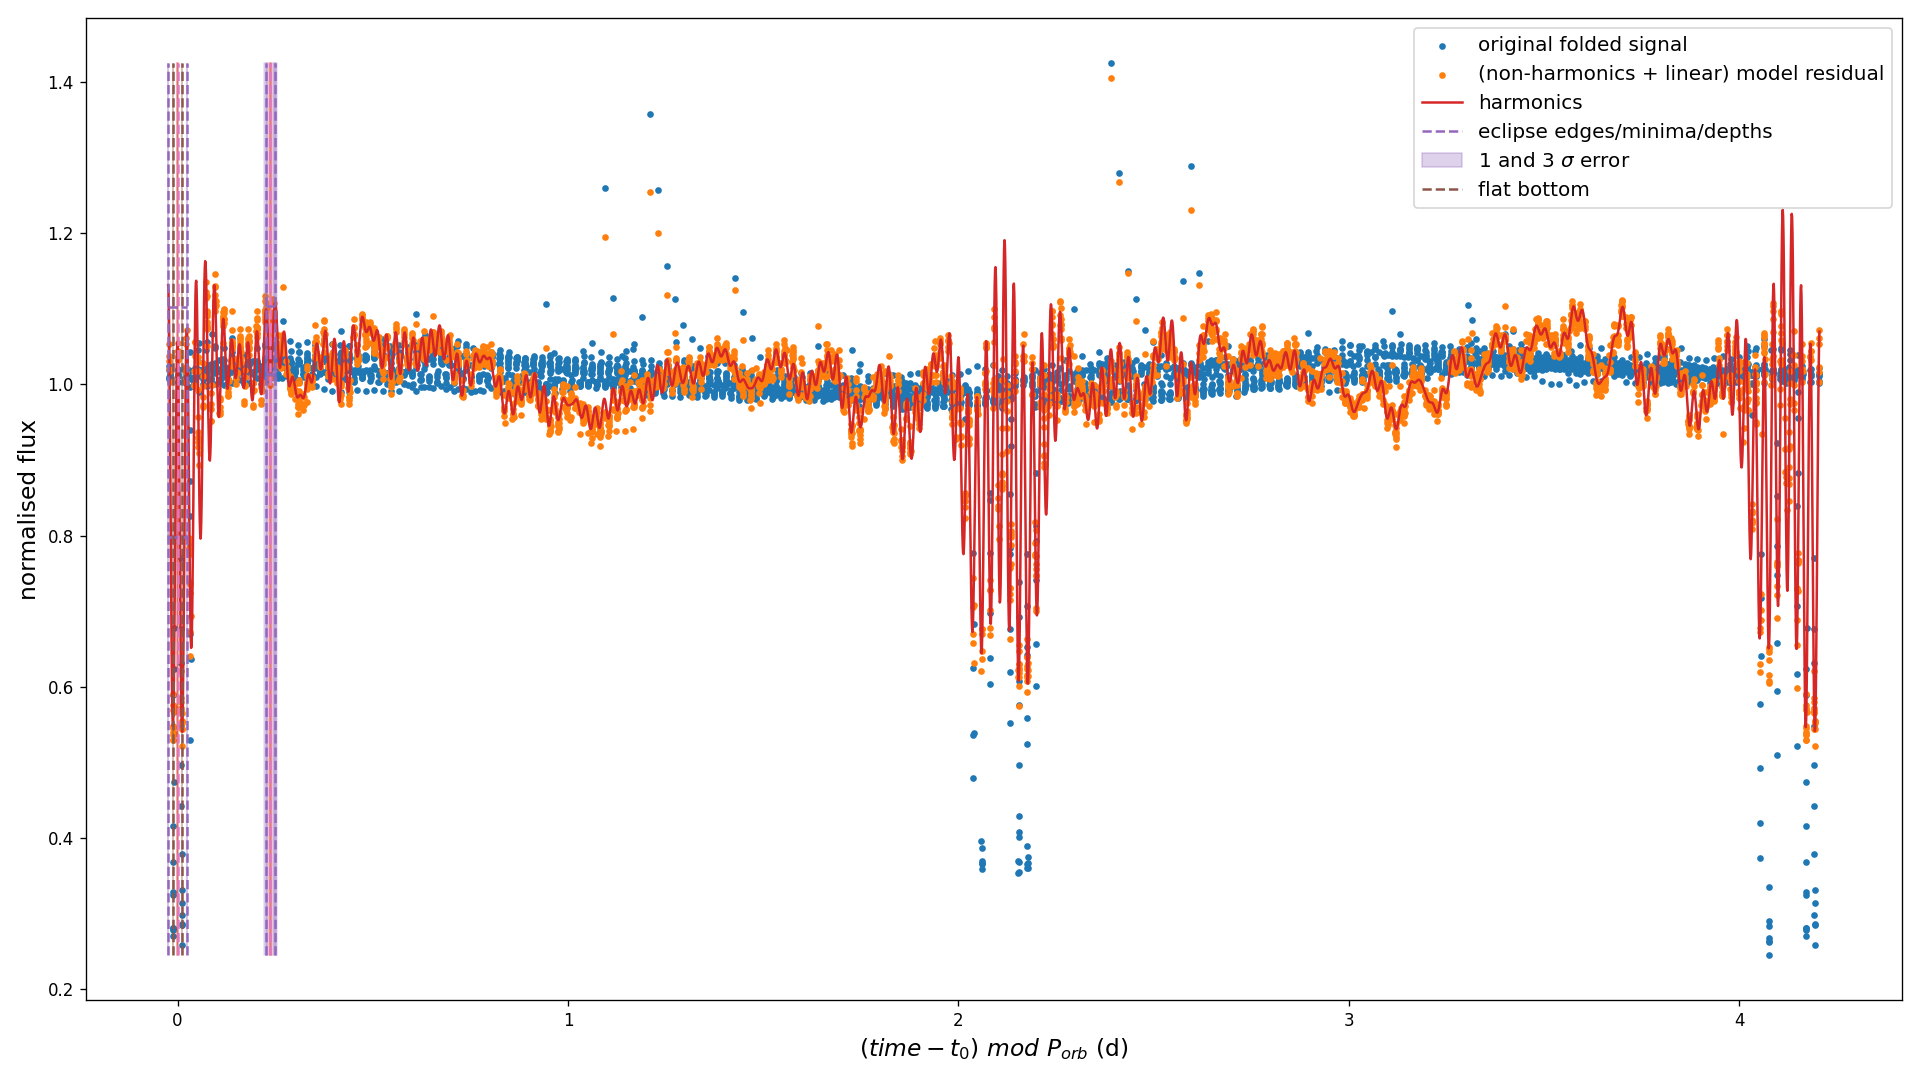 original folded signal
(non-harmonics + linear) model residual
harmonics
eclipse edges/minima/depths
1 and 3 σ error
flat bottom
1.4
1.2
1.0
0.8
0.6
0.4
0.2
normalised flux
0 1 2 3 4
(time − t₀) mod P_orb (d)